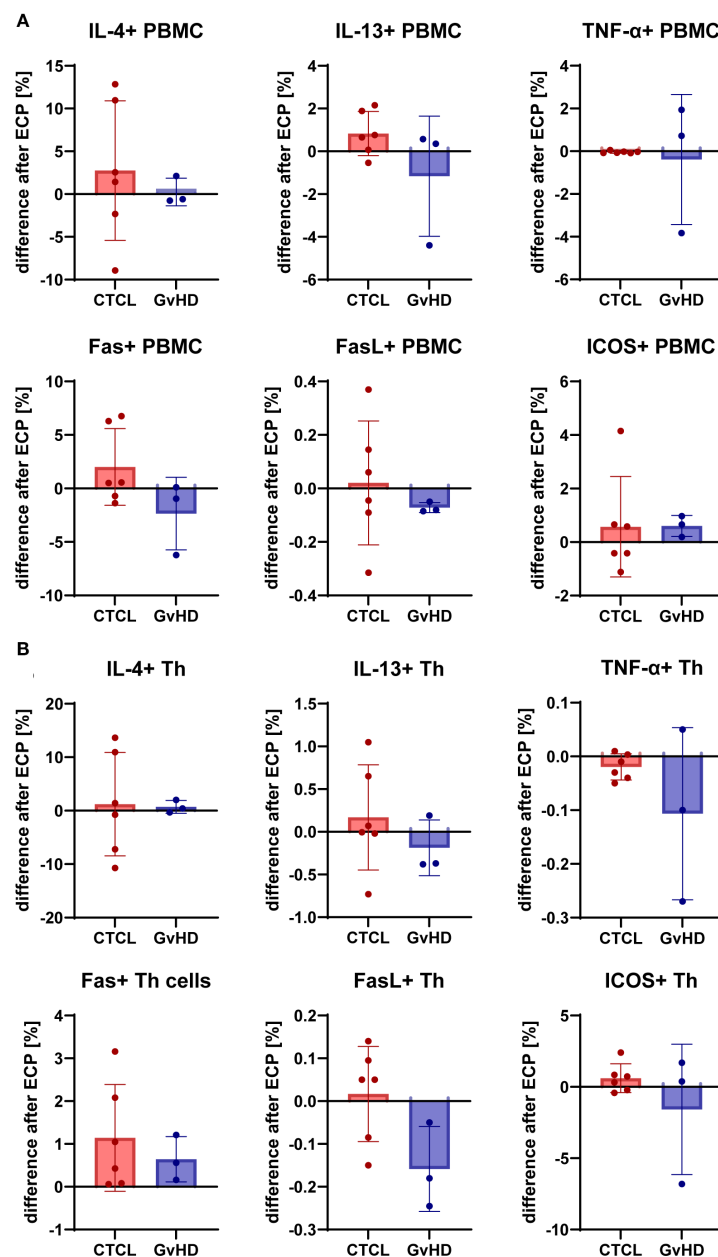 A
IL-4+ PBMC
IL-13+ PBMC
TNF-α+ PBMC
difference after ECP [%]
15
10
5
0
-5
-10
CTCL
GvHD
difference after ECP [%]
4
2
0
-2
-4
-6
CTCL
GvHD
difference after ECP [%]
4
2
0
-2
-4
-6
CTCL
GvHD
Fas+ PBMC
FasL+ PBMC
ICOS+ PBMC
difference after ECP [%]
10
5
0
-5
-10
CTCL
GvHD
difference after ECP [%]
0.4
0.2
0.0
-0.2
-0.4
CTCL
GvHD
difference after ECP [%]
6
4
2
0
-2
CTCL
GvHD
B
IL-4+ Th
IL-13+ Th
TNF-α+ Th
difference after ECP [%]
20
10
0
-10
-20
CTCL
GvHD
difference after ECP [%]
1.5
1.0
0.5
0.0
-0.5
-1.0
CTCL
GvHD
difference after ECP [%]
0.1
0.0
-0.1
-0.2
-0.3
CTCL
GvHD
Fas+ Th cells
FasL+ Th
ICOS+ Th
difference after ECP [%]
4
3
2
1
0
-1
CTCL
GvHD
difference after ECP [%]
0.2
0.1
0.0
-0.1
-0.2
-0.3
CTCL
GvHD
difference after ECP [%]
5
0
-5
-10
CTCL
GvHD